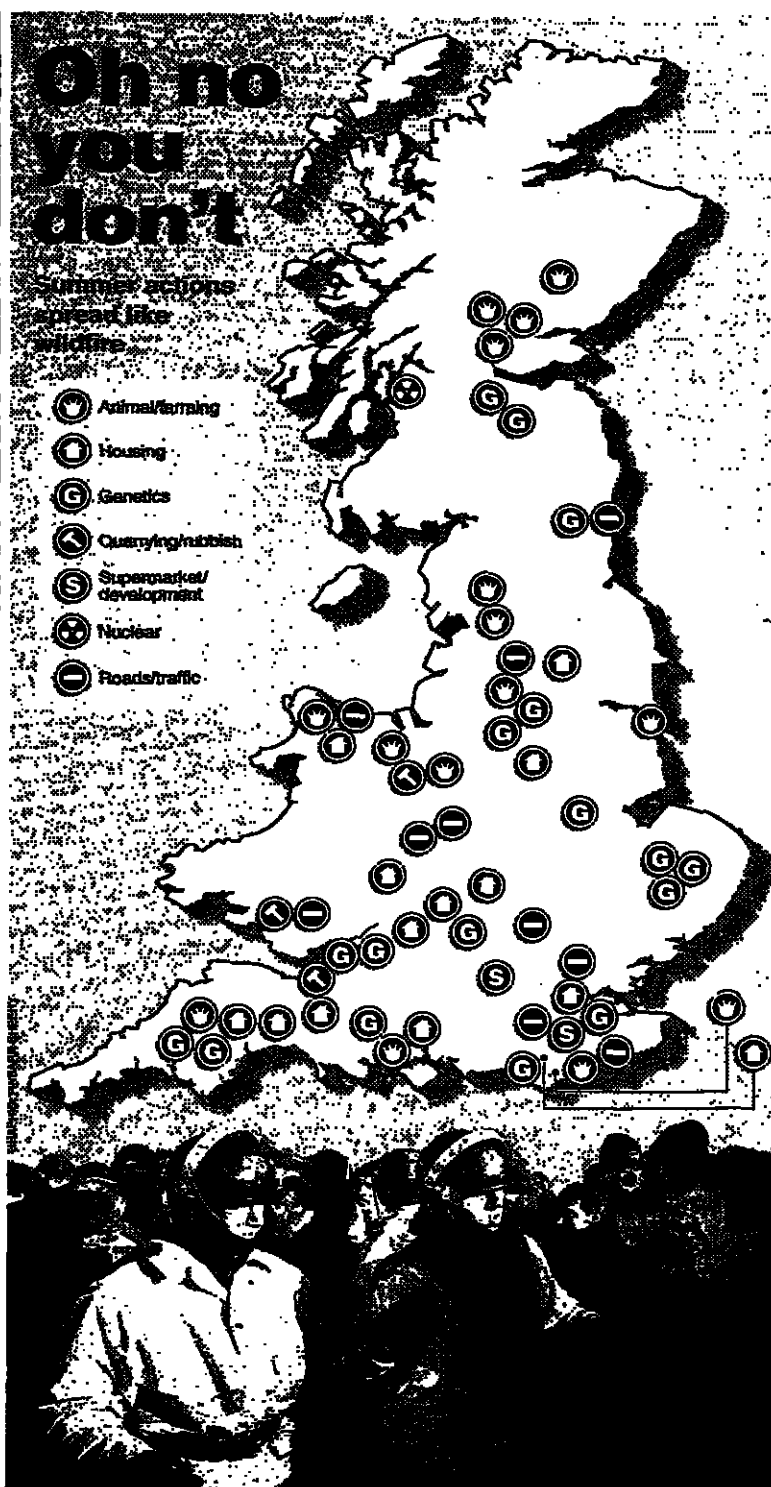 Oh no
you
don't
Summer actions
spread like
wildfire
Animal/farming
Housing
G Genetics
Quarrying/rubbish
S Supermarket/
development
Nuclear
Roads/traffic
G
G
G
G
G
G
G
G
G
G
G
G
S
G
G
S
G
G
G
G